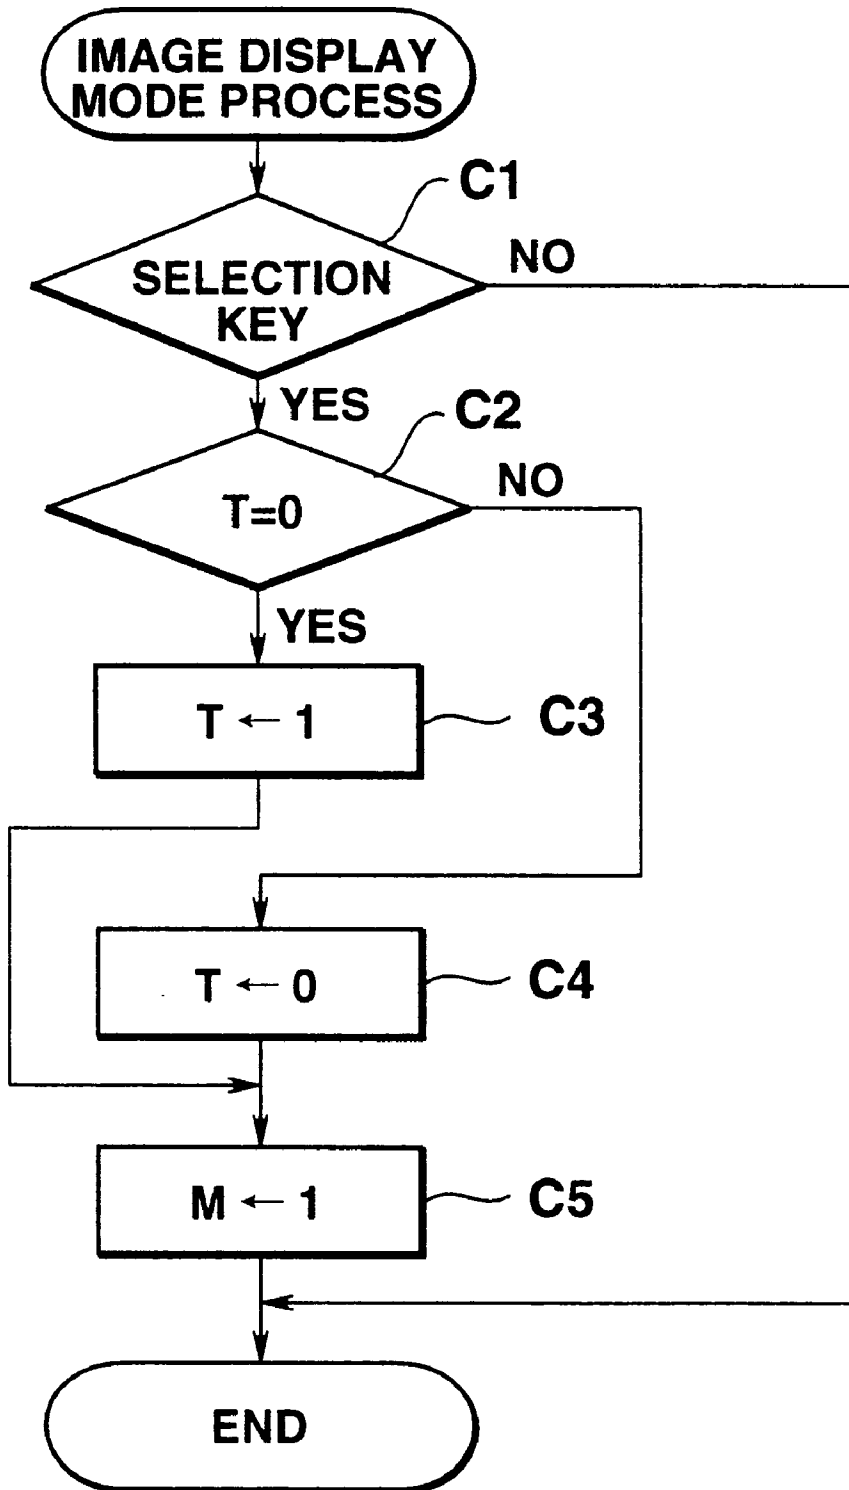 IMAGE DISPLAY
MODE PROCESS
C1
NO
SELECTION
KEY
YES
C2
NO
T=0
YES
T ← 1
C3
T ← 0
C4
M ← 1
C5
END